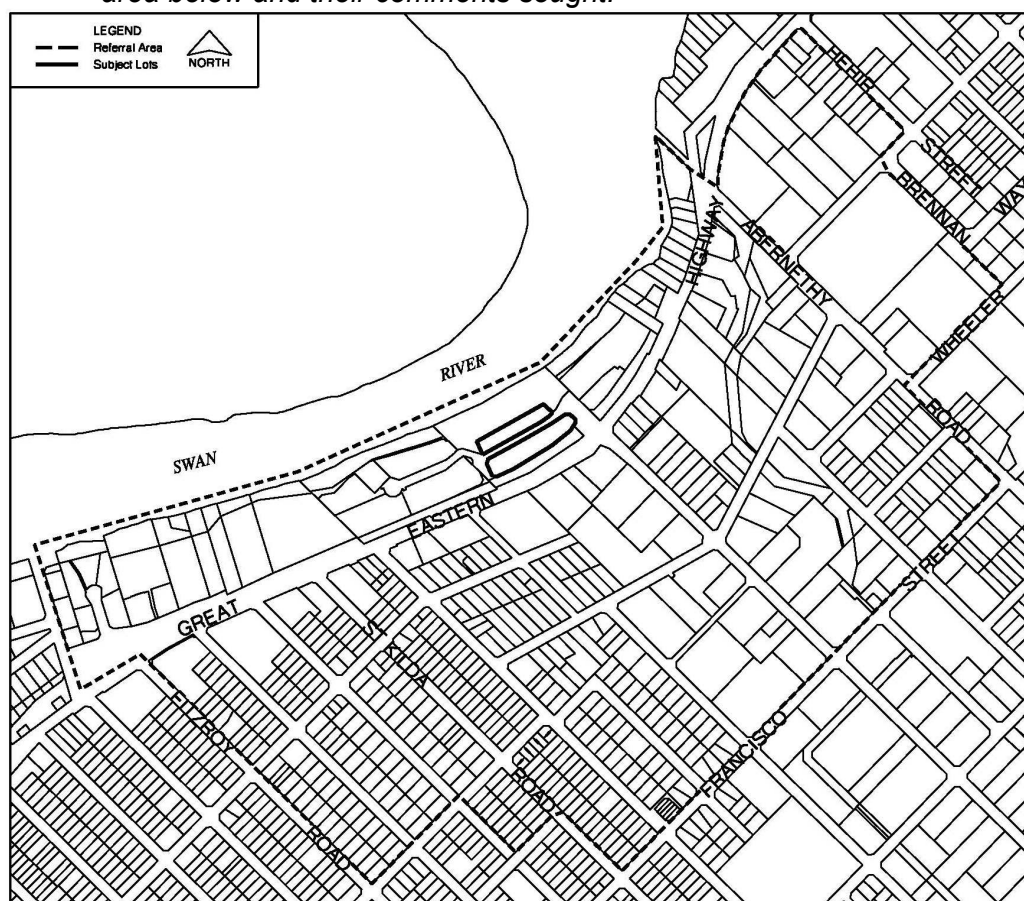 area below and their comments sought.
LEGEND
Referral Area
Subject Lots
NORTH
HEHIR
STREET
BRENNAN
WAY
HIGHWAY
ABERNETHY
WHEELER
ROAD
RIVER
SWAN
EASTERN
GREAT
STREET
ST KILDA
FITZROY
FRANCISCO
ROAD
ROAD